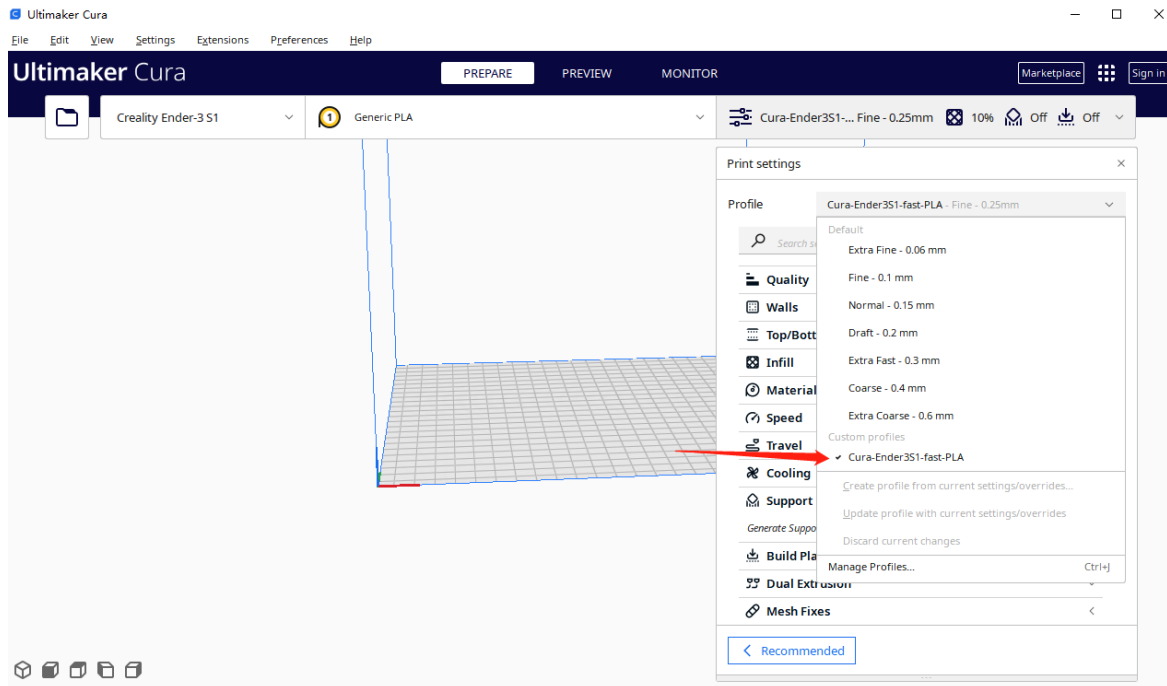 Ultimaker Cura
File Edit View Settings Extensions Preferences Help
Ultimaker Cura PREPARE PREVIEW MONITOR Marketplace Sign in
Creality Ender-3 S1 1 Generic PLA Cura-Ender3S1-... Fine - 0.25mm 10% Off Off
Print settings
Profile Cura-Ender3S1-fast-PLA - Fine - 0.25mm
Default
Search s
Extra Fine - 0.06 mm
Quality Fine - 0.1 mm
Walls Normal - 0.15 mm
Top/Bott Draft - 0.2 mm
Infill Extra Fast - 0.3 mm
Material Coarse - 0.4 mm
Speed Extra Coarse - 0.6 mm
Custom profiles
Travel
Cura-Ender3S1-fast-PLA
Cooling
Create profile from current settings/overrides...
Support
Update profile with current settings/overrides
Generate Suppo
Discard current changes
Build Pla
Manage Profiles... Ctrl+J
Dual Extrusion
Mesh Fixes
Recommended